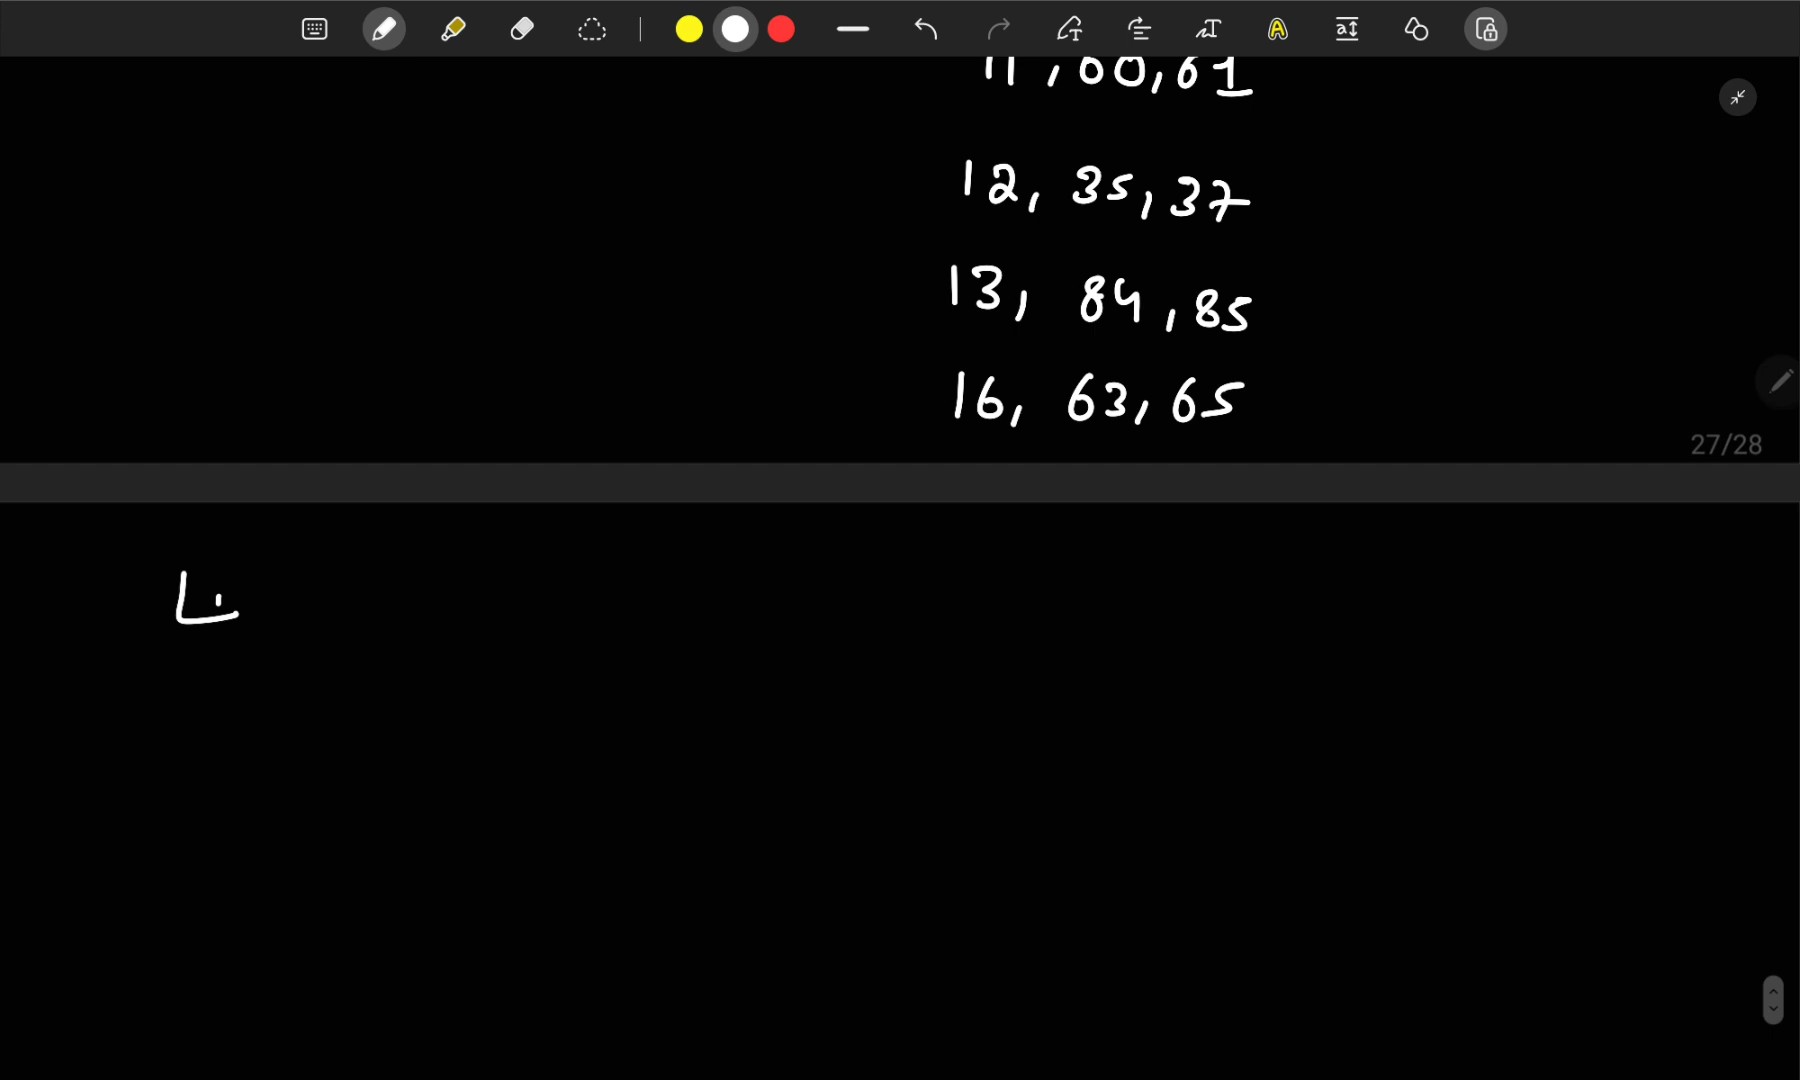 11, 60, 61
12, 35, 37
13, 84, 85
16, 63, 65
27/28